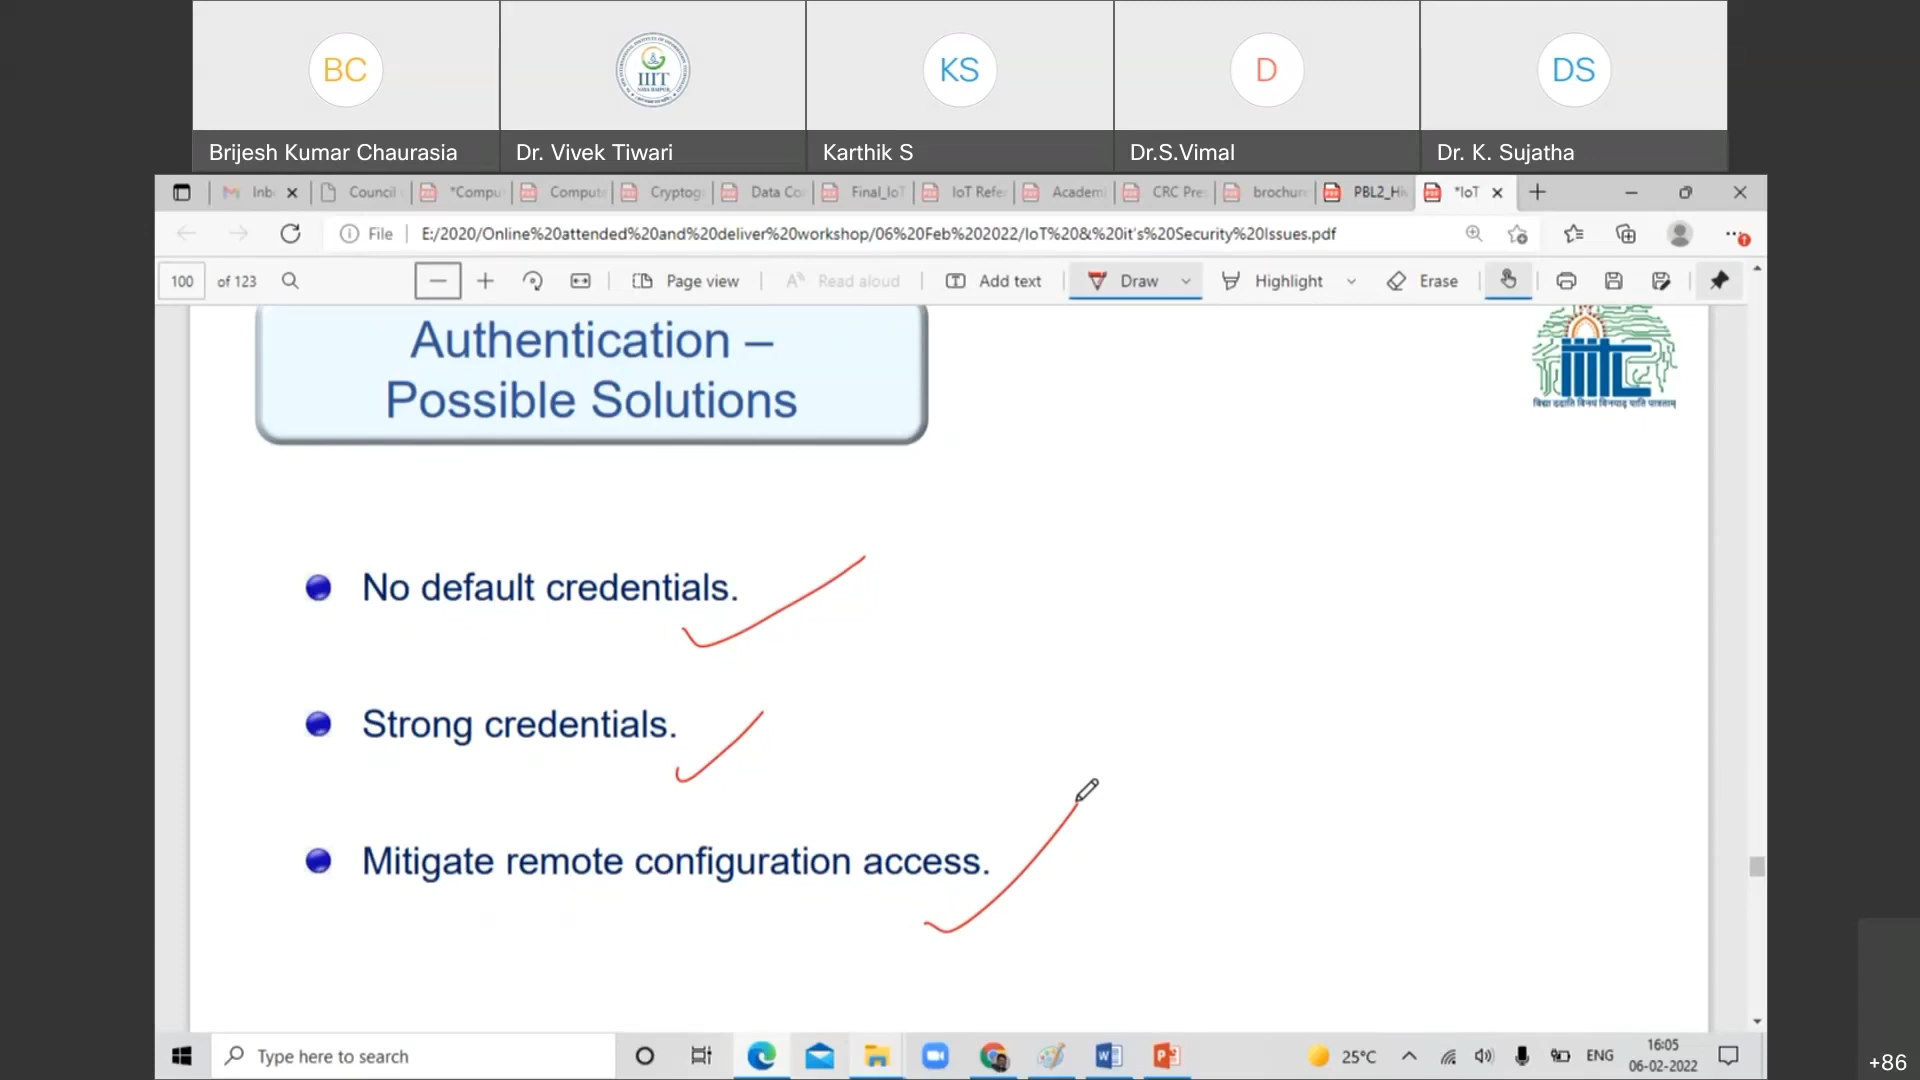 BC
IIIT
KS
D
DS
Brijesh Kumar Chaurasia
Dr. Vivek Tiwari
Karthik S
Dr.S.Vimal
Dr. K. Sujatha
Inb
Council
*Compu
Compute
Cryptog
Data Co
Final_IoT
IoT Refe
Academi
CRC Pre
brochure
PBL2_H
*IoT
File
E:/2020/Online%20attended%20and%20deliver%20workshop/06%20Feb%202022/IoT%20&%20it's%20Security%20Issues.pdf
100 of 123
Page view
Read aloud
Add text
Draw
Highlight
Erase
Authentication –
Possible Solutions
No default credentials.
Strong credentials.
Mitigate remote configuration access.
Type here to search
25°C
ENG
16:05
06-02-2022
+86